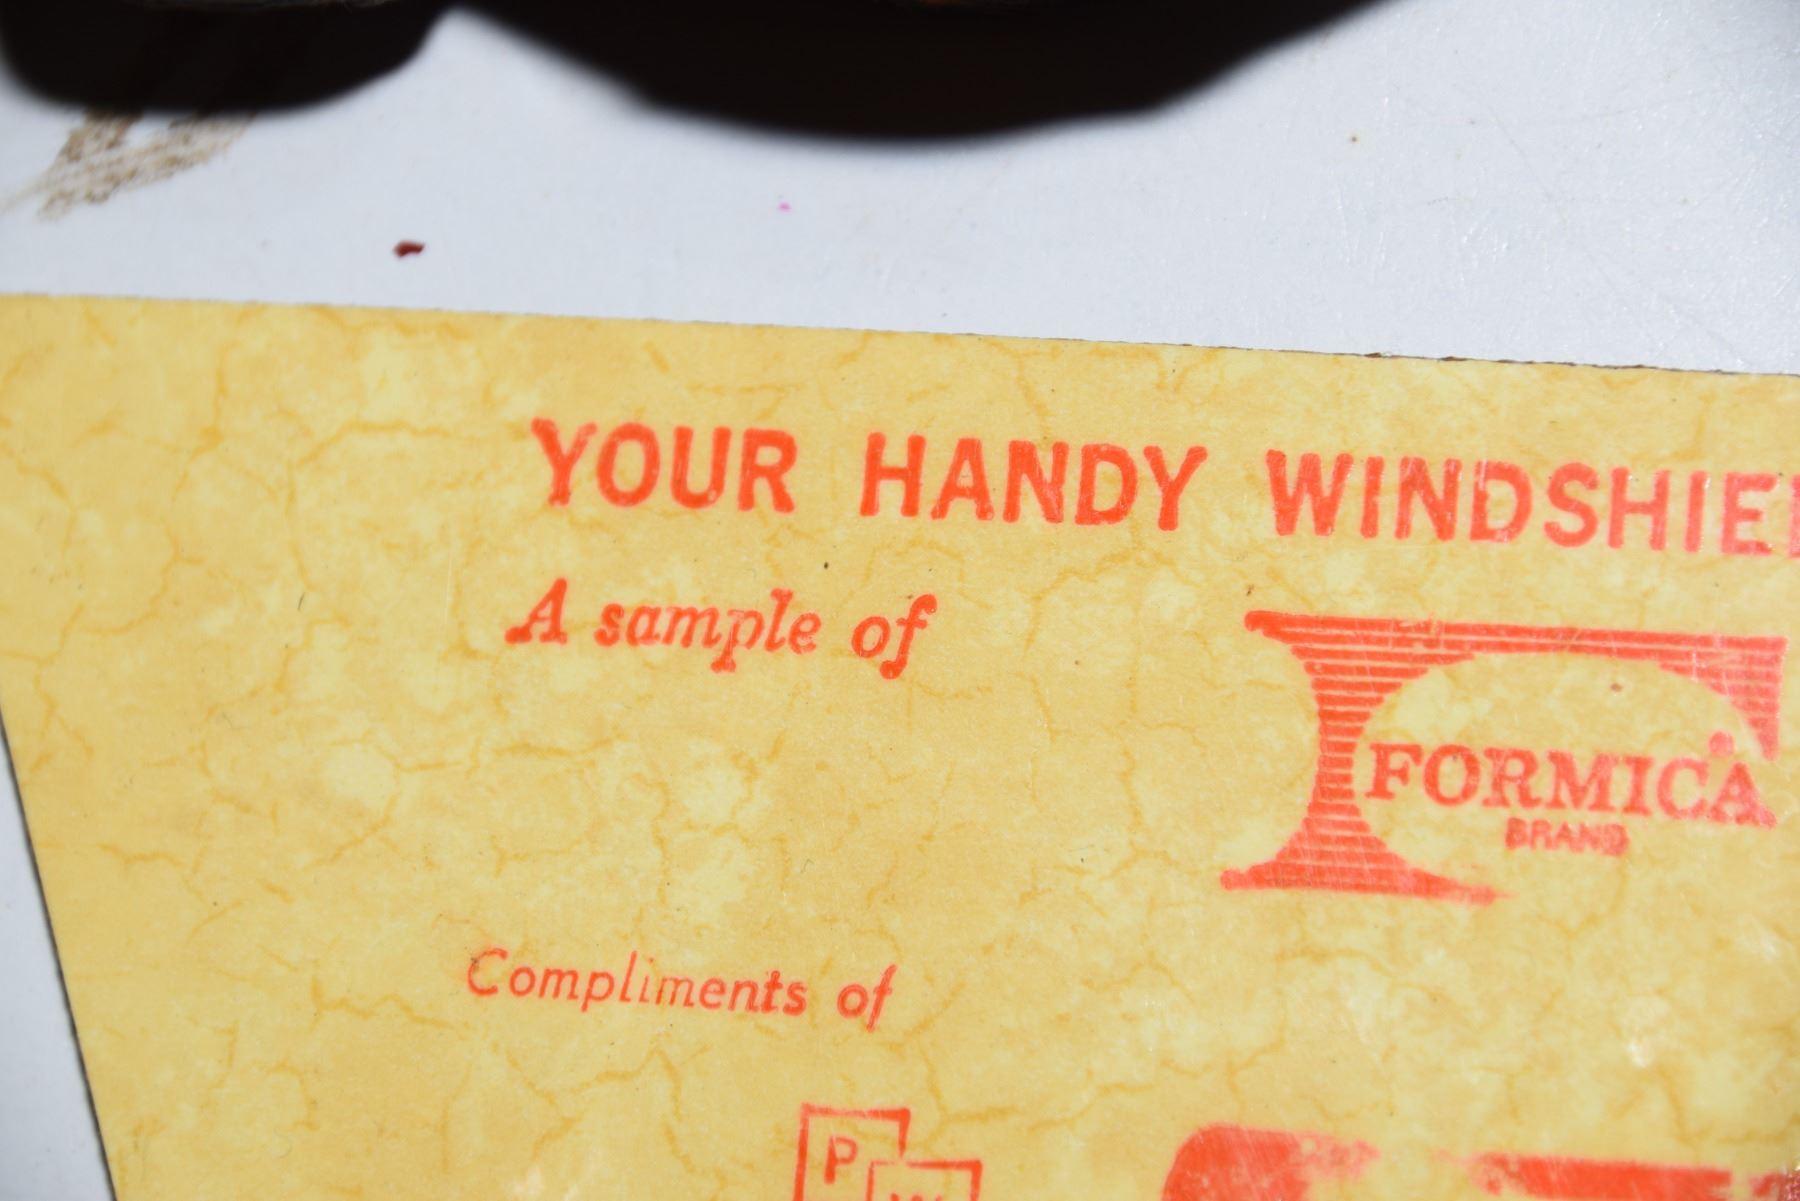 YOUR HANDY WINDSHIE
A sample of
FORMICA
BRAND
Compliments of
P
W